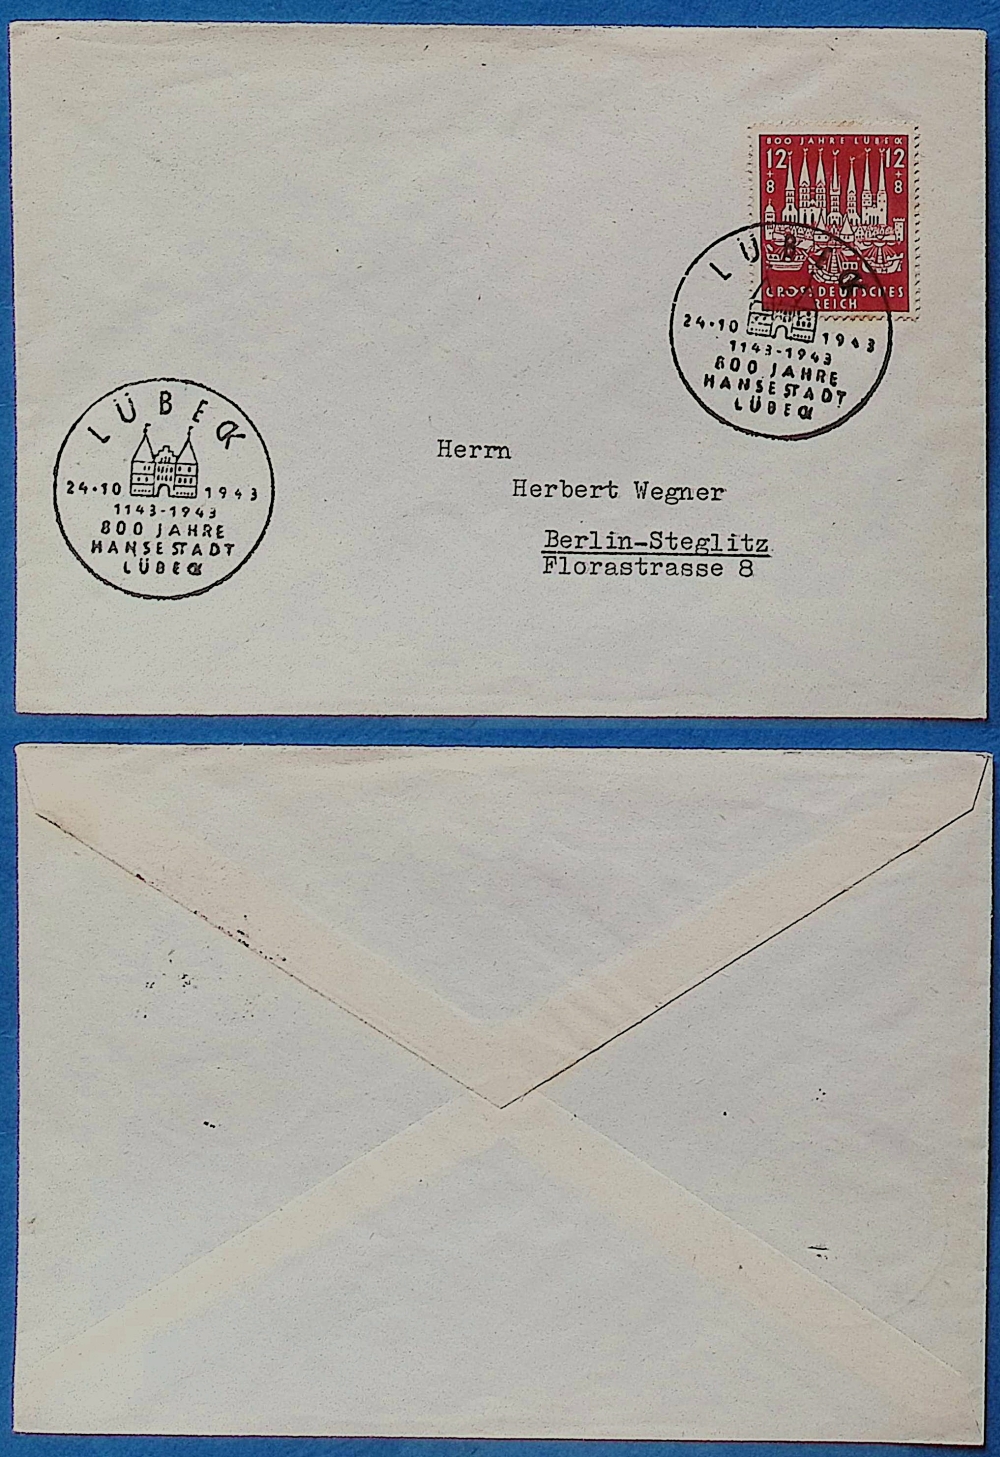 800 JAHRE LÜBECK
12 12
+ +
8 8
GROSSDEUTSCHES
REICH
LÜBECK
24·10 1943
1143-1943
800 JAHRE
HANSESTADT
LÜBECK
LÜBECK
24·10 1943
1143-1943
800 JAHRE
HANSESTADT
LÜBECK
Herrn
Herbert Wegner
Berlin-Steglitz
Florastrasse 8